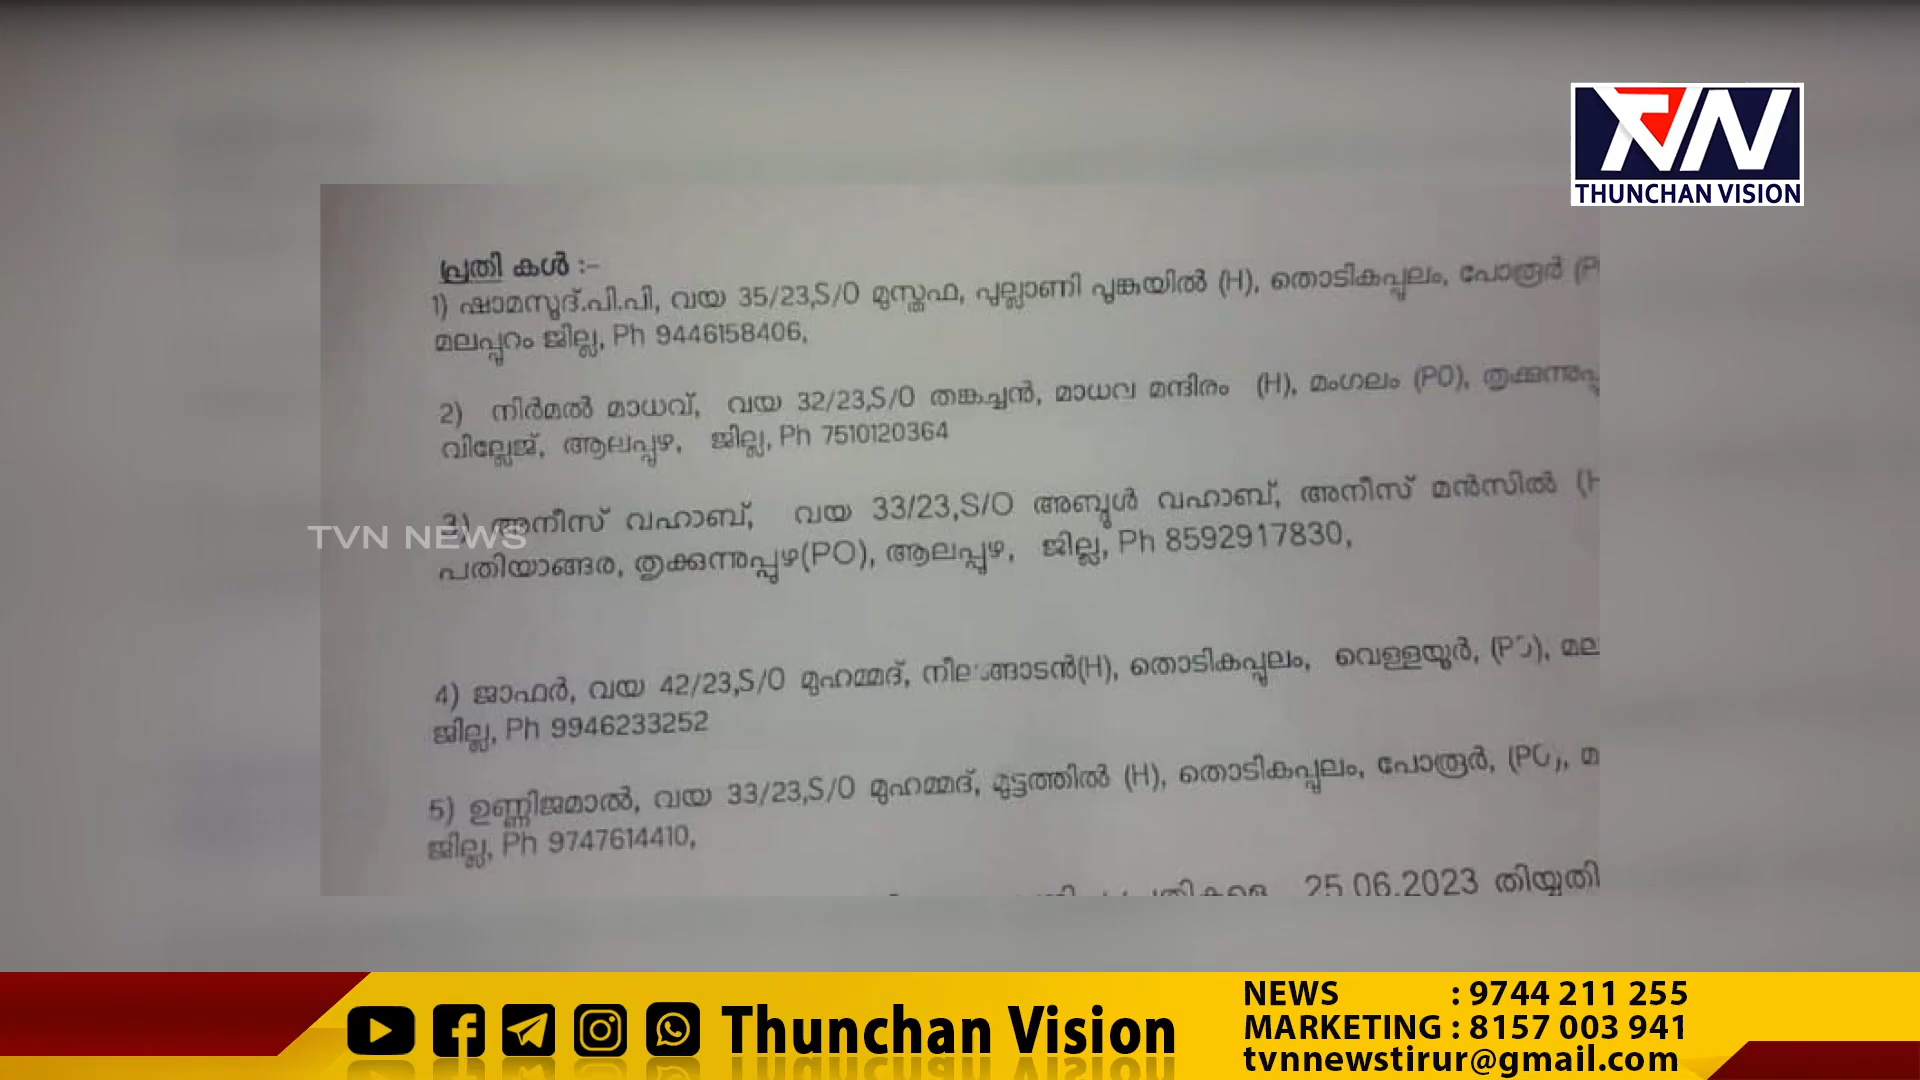 THUNCHAN VISION
പ്രതി കൾ :-
1) ഷാമസുദ്.പി.പി, വയ 35/23,S/O മുസ്തഫ, പുല്ലാണി പൂങ്കയിൽ (H), തൊടികപ്പുലം, പോരൂർ
മലപ്പുറം ജില്ല, Ph 9446158406,
2) നിർമൽ മാധവ്, വയ 32/23,S/O തങ്കച്ചൻ, മാധവ മന്ദിരം (H), മംഗലം (PO),
വില്ലേജ്, ആലപ്പുഴ, ജില്ല, Ph 7510120364
3) അനീസ് വഹാബ്, വയ 33/23,S/O അബ്ദുൾ വഹാബ്, അനീസ് മൻസിൽ
TVN NEWS
പതിയാങ്ങര, തൃക്കുന്നുപ്പുഴ(PO), ആലപ്പുഴ, ജില്ല, Ph 8592917830,
4) ജാഫർ, വയ 42/23,S/O മുഹമ്മദ്, തൊടികപ്പുലം, വെള്ളയൂർ, (PO),
ജില്ല, Ph 9946233252
5) ഉണ്ണിജമാൽ, വയ 33/23,S/O മുഹമ്മദ്, മുട്ടത്തിൽ (H), തൊടികപ്പുലം, പോരൂർ, (PO),
ജില്ല, Ph 9747614410,
25.06.2023 തിയ്യതി
Thunchan Vision
NEWS : 9744 211 255
MARKETING : 8157 003 941
tvnnewstirur@gmail.com